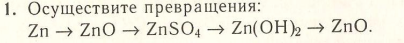 1. Осуществите превращения:
Zn → ZnO → ZnSO₄ → Zn(OH)₂ → ZnO.